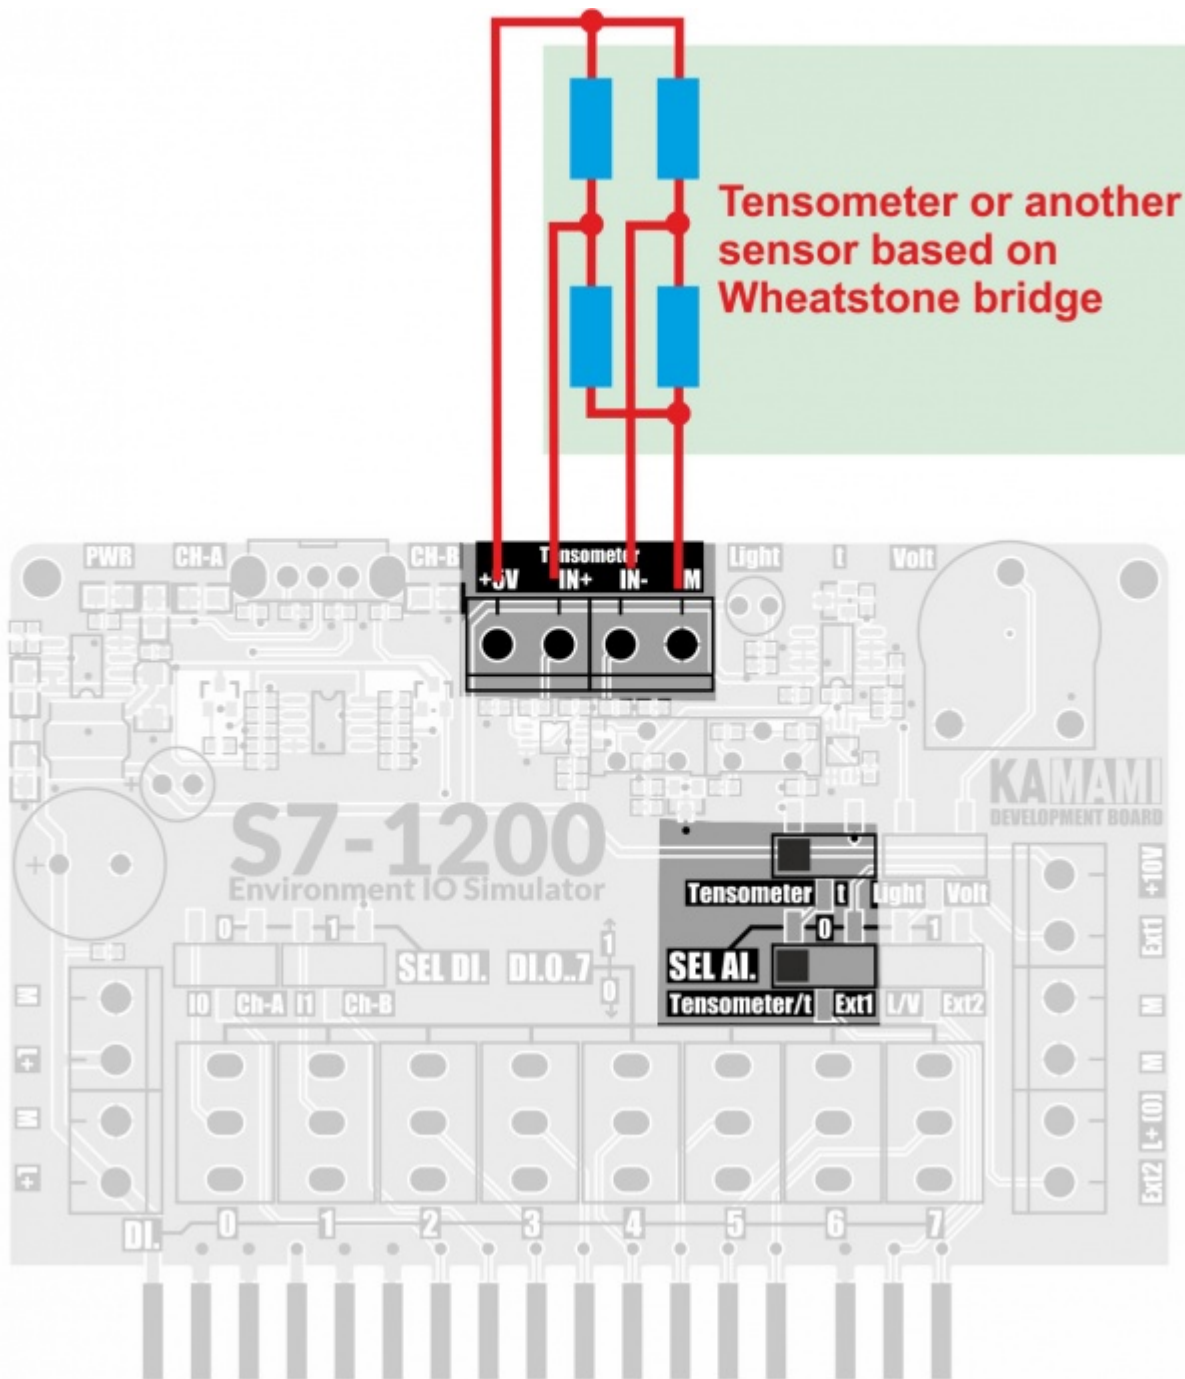 Tensometer or another
sensor based on
Wheatstone bridge
PWR
CH-A
CH-B
Tensometer
+5V
IN+
IN-
M
Light
t
Volt
KAMAMI
DEVELOPMENT BOARD
S7-1200
Environment IO Simulator
Tensometer
t
Light
Volt
0
1
SEL DI.
DI.0..7
1
0
SEL AI.
0
1
I0
Ch-A
I1
Ch-B
Tensometer/t
Ext1
L/V
Ext2
M
L+
M
L+
+10V
Ext1
M
M
L+ (0)
Ext2
DI.
0
1
2
3
4
5
6
7